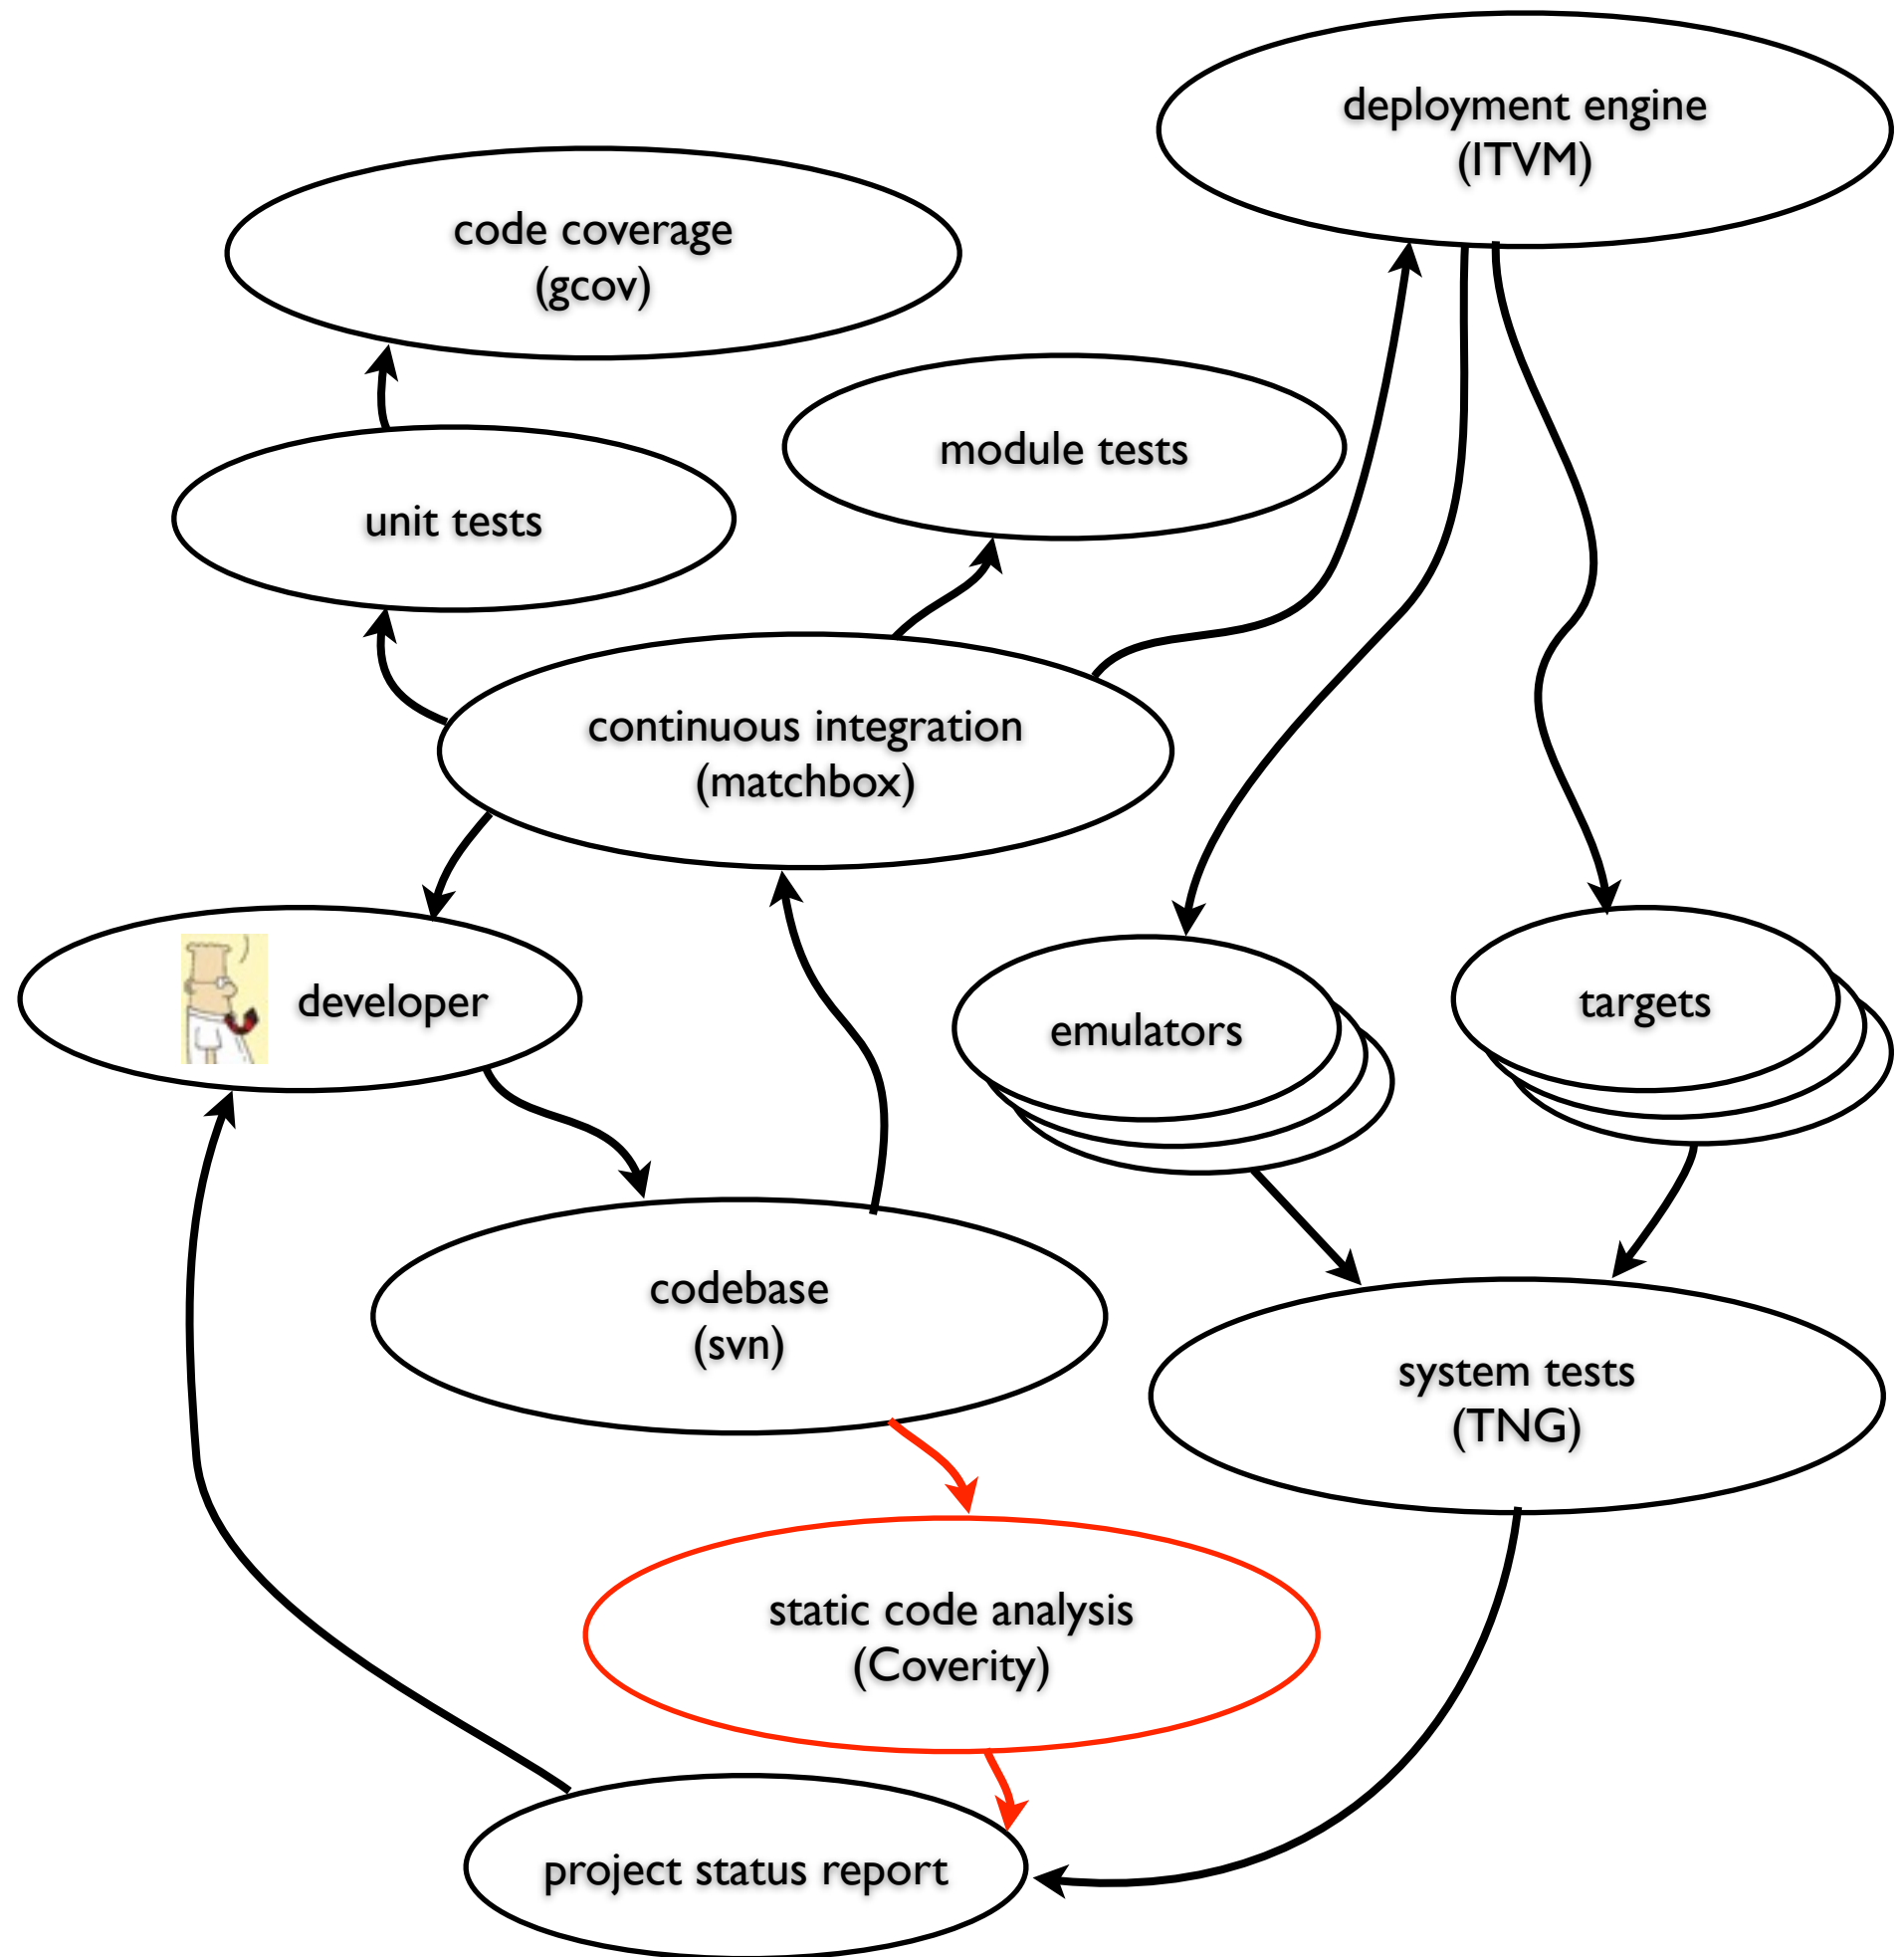 deployment engine
(ITVM)
code coverage
(gcov)
module tests
unit tests
continuous integration
(matchbox)
developer
emulators
targets
codebase
(svn)
system tests
(TNG)
static code analysis
(Coverity)
project status report